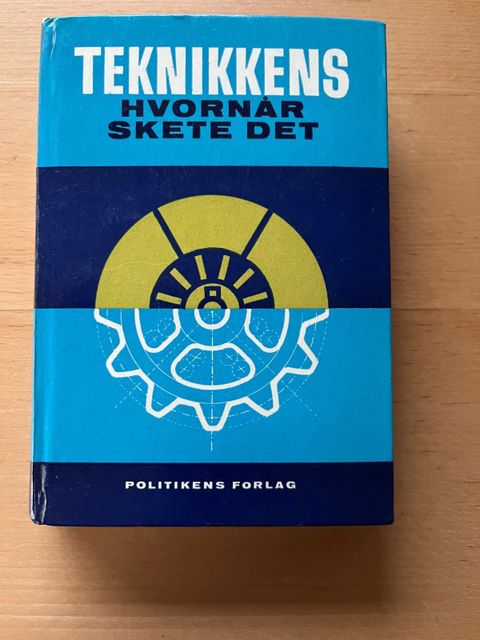 TEKNIKKENS
HVORNÅR
SKETE DET
POLITIKENS FORLAG